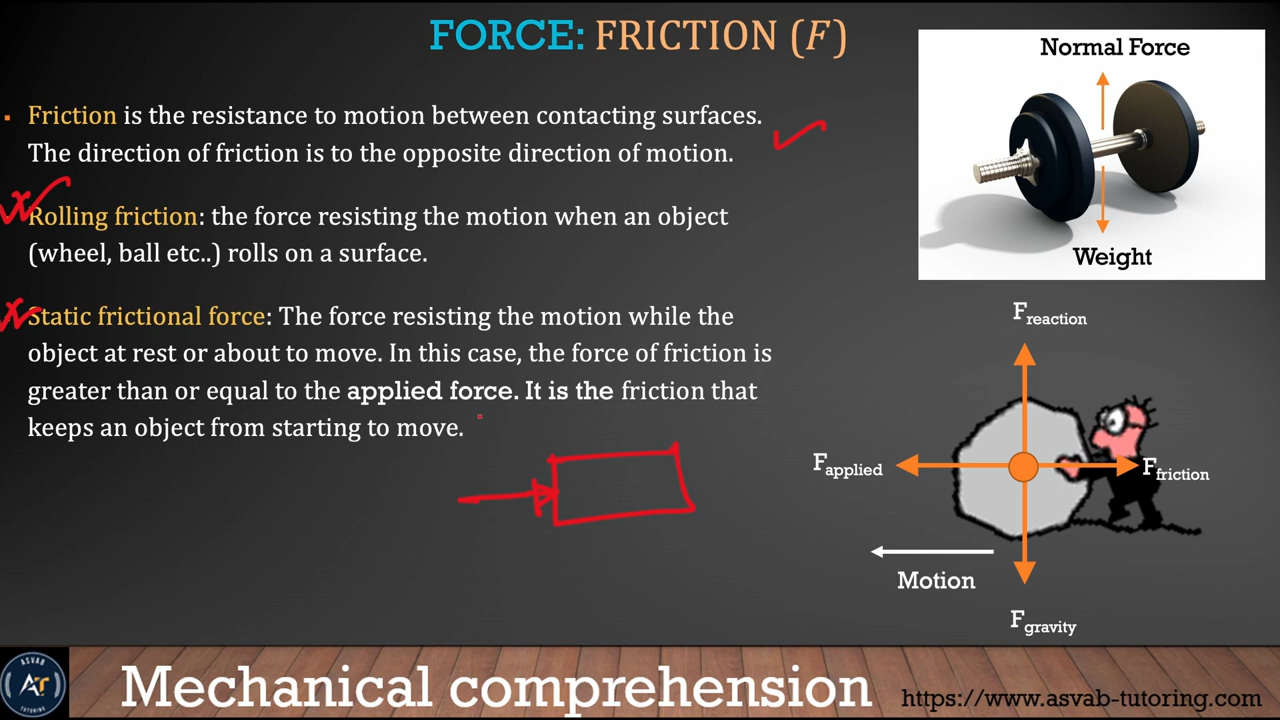 FORCE: FRICTION (F)
▪ Friction is the resistance to motion between contacting surfaces.
The direction of friction is to the opposite direction of motion.
Rolling friction: the force resisting the motion when an object
(wheel, ball etc..) rolls on a surface.
Static frictional force: The force resisting the motion while the
object at rest or about to move. In this case, the force of friction is
greater than or equal to the applied force. It is the friction that
keeps an object from starting to move.
Normal Force
Weight
Freaction
Fapplied
Ffriction
Motion
Fgravity
ASVAB
AT
TUTORING
Mechanical comprehension
https://www.asvab-tutoring.com